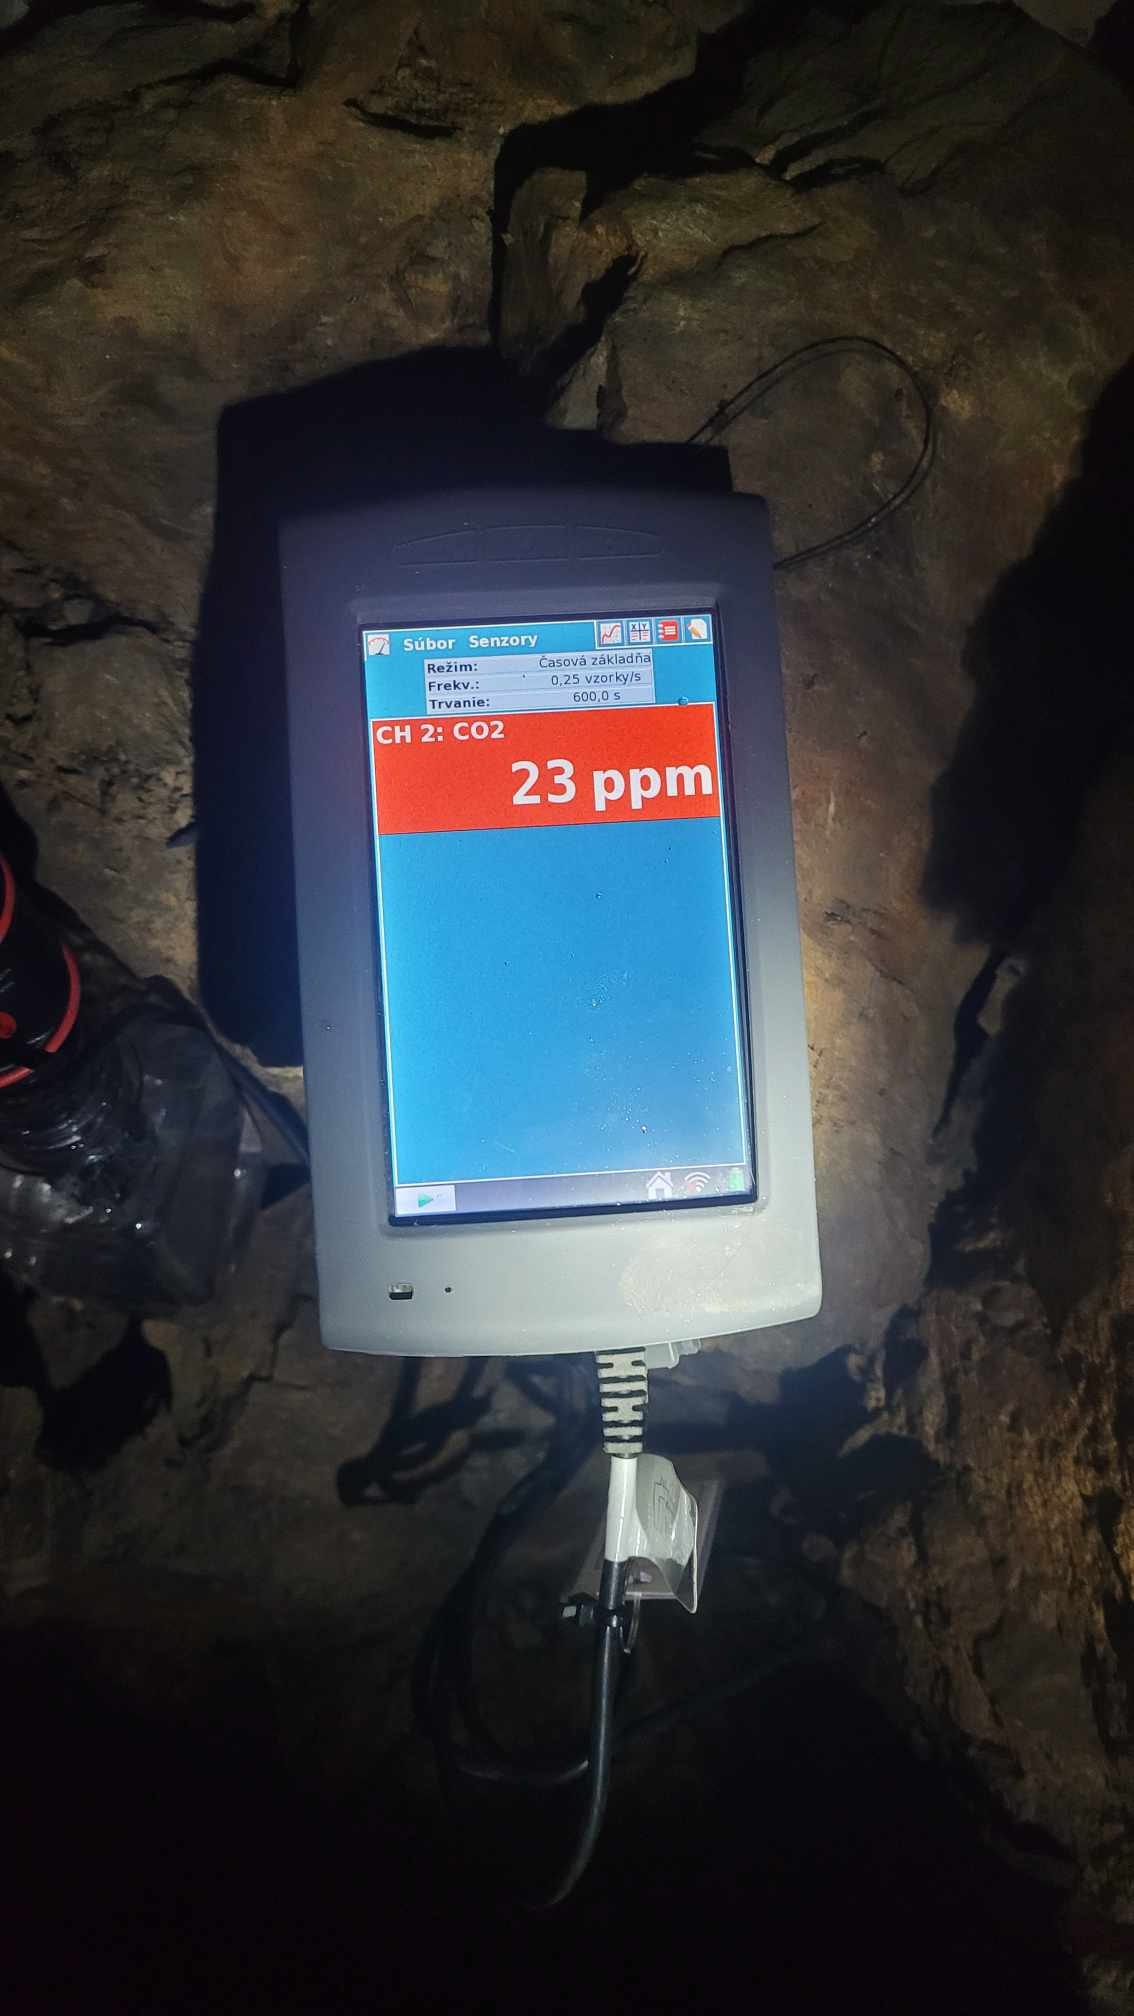 Súbor Senzory
Režim: Časová základňa
Frekv.: 0,25 vzorky/s
Trvanie: 600,0 s
CH 2: CO2
23 ppm